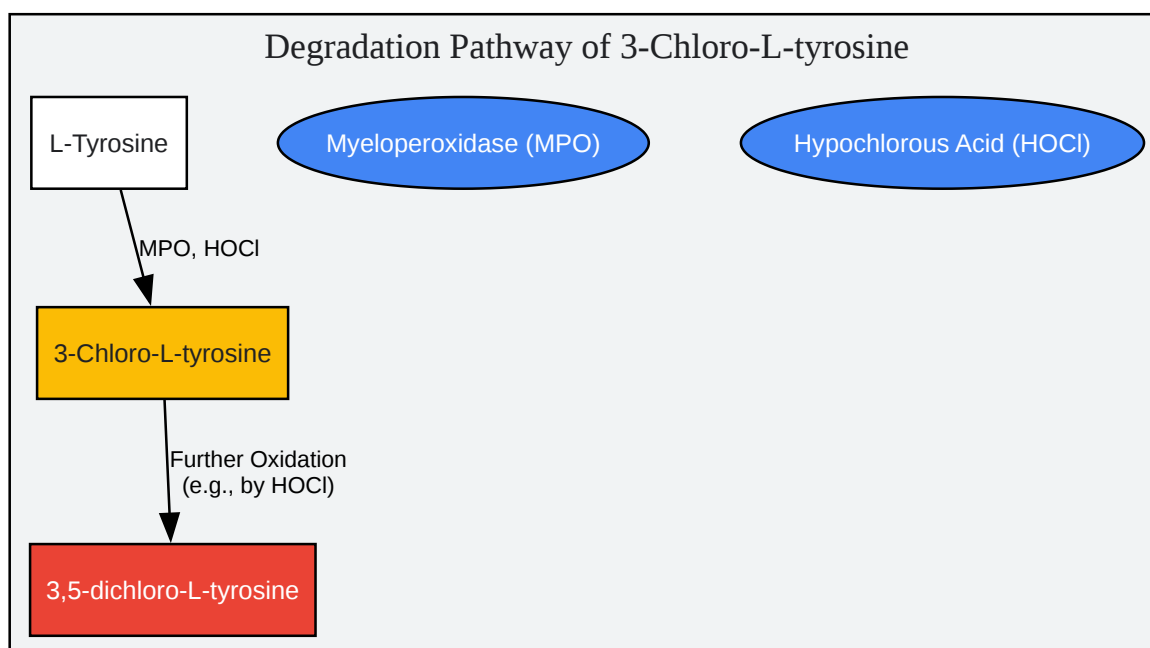 Degradation Pathway of 3-Chloro-L-tyrosine
L-Tyrosine
Myeloperoxidase (MPO)
Hypochlorous Acid (HOCl)
MPO, HOCl
3-Chloro-L-tyrosine
Further Oxidation
(e.g., by HOCl)
3,5-dichloro-L-tyrosine